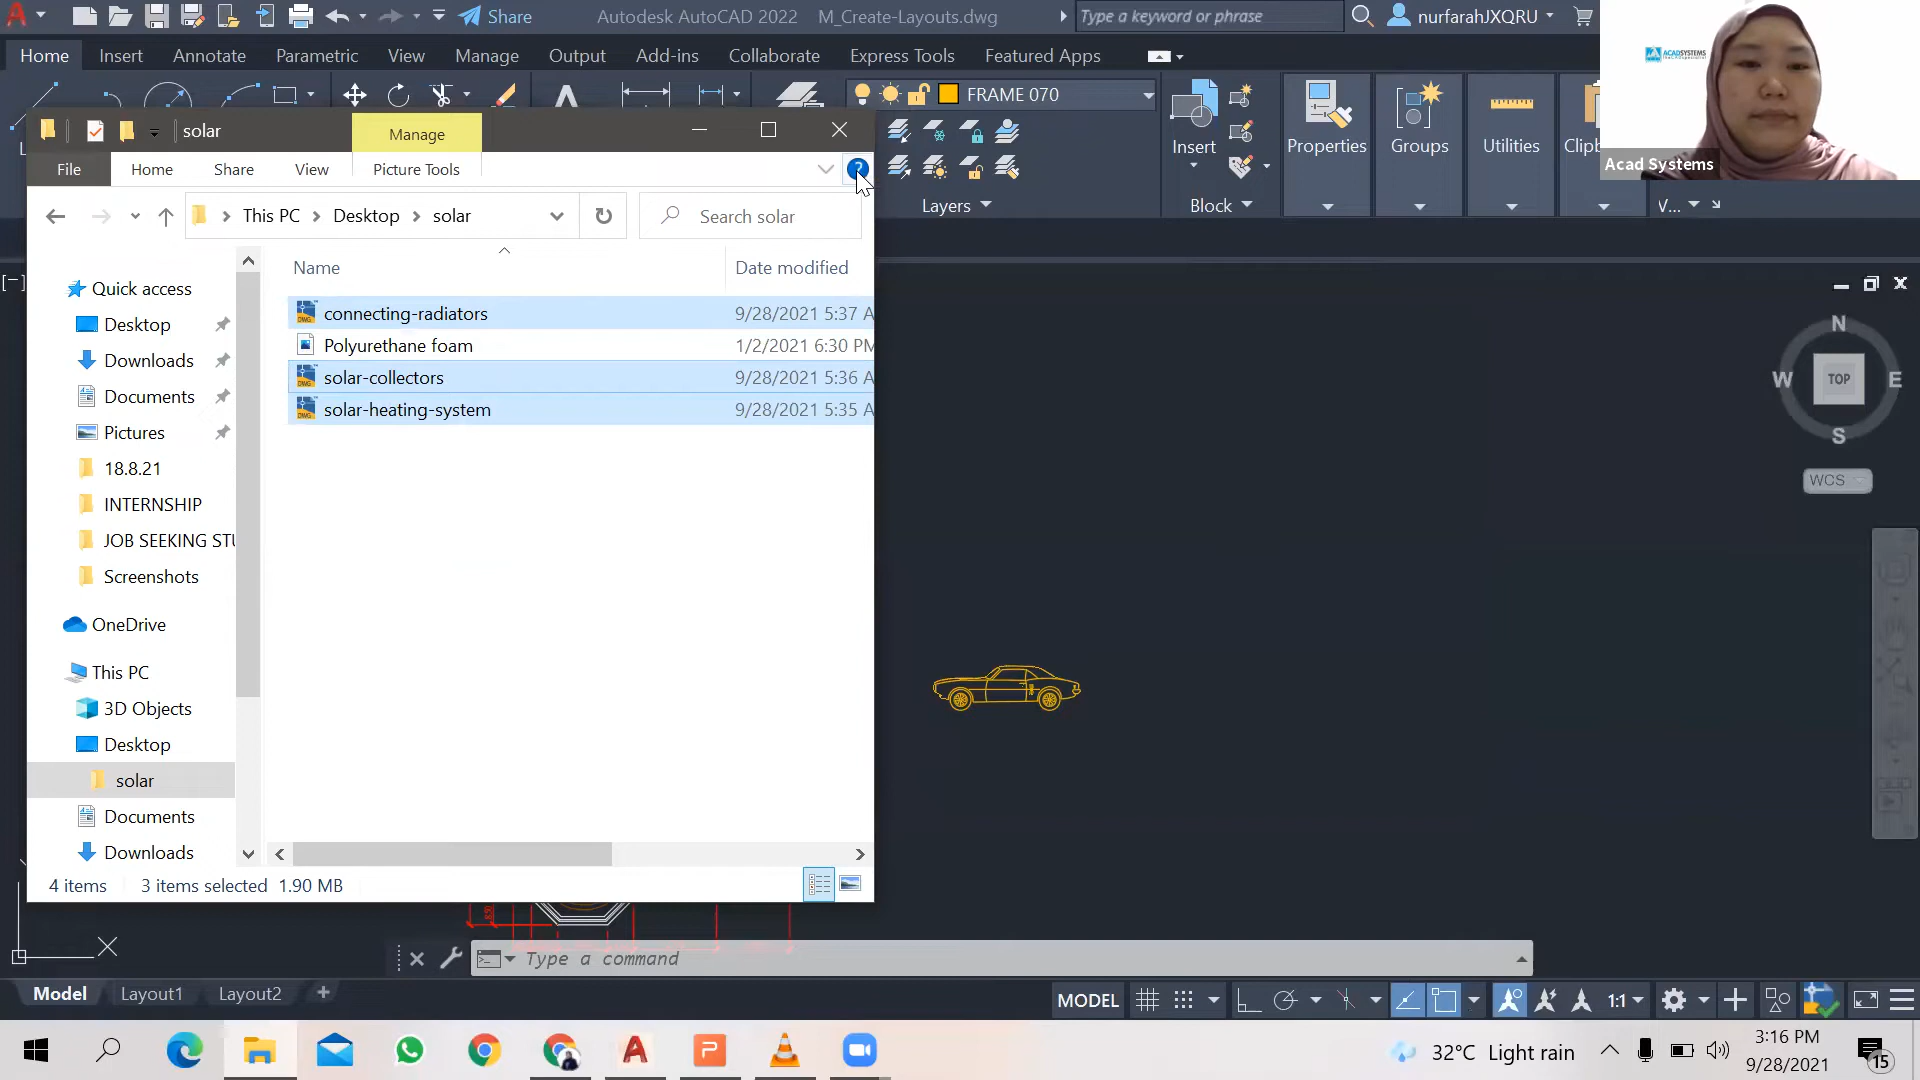 Share
Autodesk AutoCAD 2022
M_Create-Layouts.dwg
Type a keyword or phrase
nurfarahJXQRU
ACADSYSTEMS
Home
Insert
Annotate
Parametric
View
Manage
Output
Add-ins
Collaborate
Express Tools
Featured Apps
FRAME 070
Insert
Properties
Groups
Utilities
Clipb
Acad Systems
Layers
Block
V...
solar
Manage
File
Home
Share
View
Picture Tools
This PC
Desktop
solar
Search solar
Name
Date modified
Quick access
Desktop
Downloads
Documents
Pictures
18.8.21
INTERNSHIP
JOB SEEKING STU
Screenshots
OneDrive
This PC
3D Objects
Desktop
solar
Documents
Downloads
connecting-radiators 9/28/2021 5:37 A
Polyurethane foam 1/2/2021 6:30 PM
solar-collectors 9/28/2021 5:36 A
solar-heating-system 9/28/2021 5:35 A
4 items
3 items selected 1.90 MB
[−]
N
W
TOP
E
S
WCS
Type a command
Model
Layout1
Layout2
MODEL
1:1
32°C Light rain
3:16 PM
9/28/2021
15